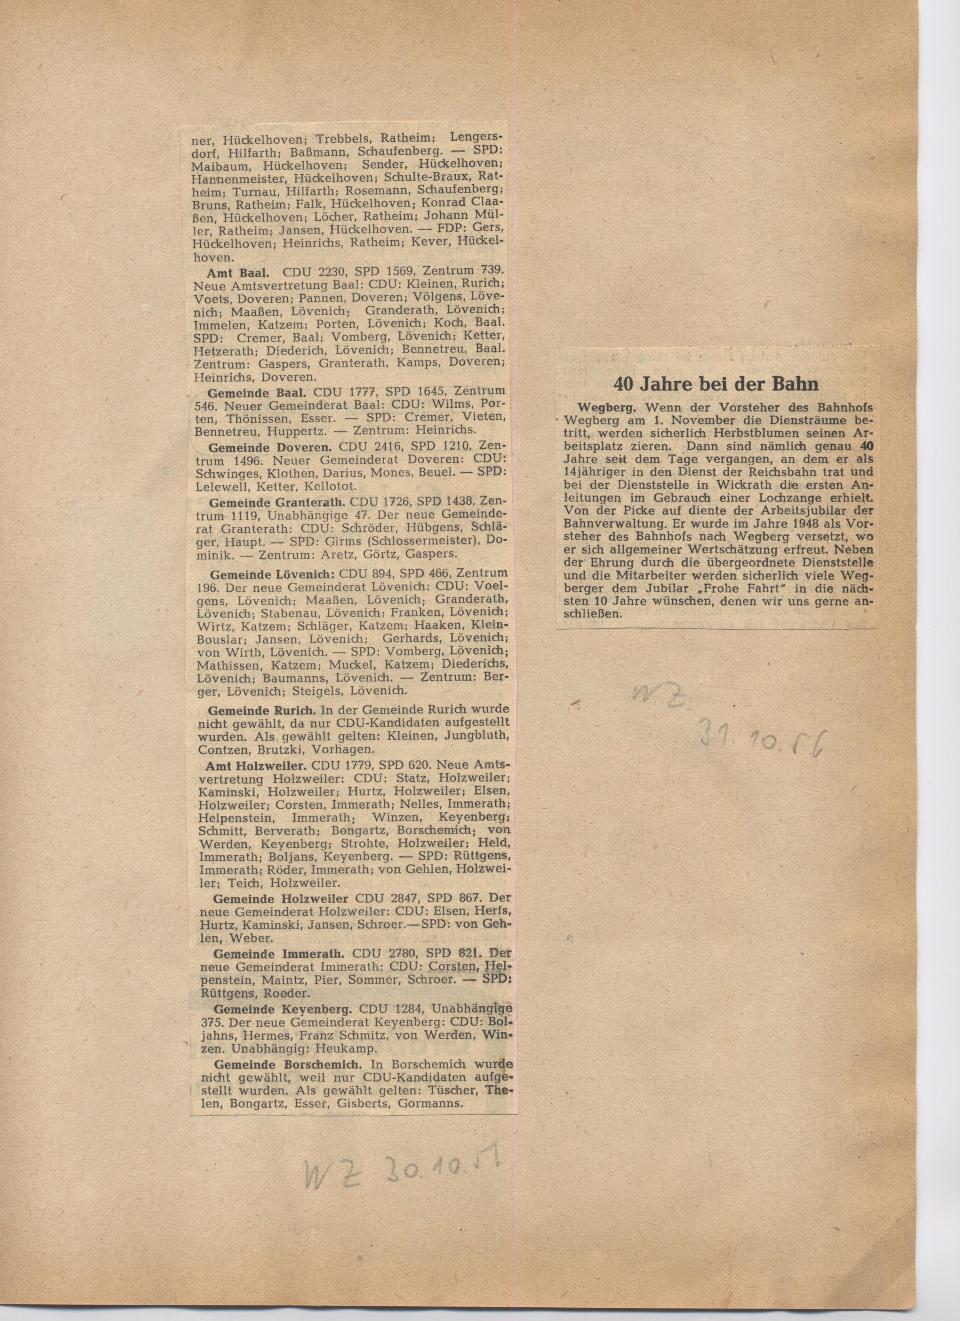 ner, Hückelhoven; Trebbels, Ratheim; Lengers-
dorf, Hilfarth; Baßmann, Schaufenberg. — SPD:
Maibaum, Hückelhoven; Sender, Hückelhoven;
Hannenmeister, Hückelhoven; Schulte-Braux, Rat-
heim; Turnau, Hilfarth; Rosemann, Schaufenberg;
Bruns, Ratheim; Falk, Hückelhoven; Konrad Claa-
ßen, Hückelhoven; Löcher, Ratheim; Johann Mül-
ler, Ratheim; Jansen, Hückelhoven. — FDP: Gers,
Hückelhoven; Heinrichs, Ratheim; Kever, Hückel-
hoven.
Amt Baal. CDU 2230, SPD 1569, Zentrum 739.
Neue Amtsvertretung Baal: CDU: Kleinen, Rurich;
Voets, Doveren; Pannen, Doveren; Völgens, Löve-
nich; Maaßen, Lövenich; Granderath, Lövenich;
Immelen, Katzem; Porten, Lövenich; Koch, Baal.
SPD: Cremer, Baal; Vomberg, Lövenich; Ketter,
Hetzerath; Diederich, Lövenich; Bennetreu, Baal.
Zentrum: Gaspers, Granterath, Kamps, Doveren;
Heinrichs, Doveren.
Gemeinde Baal. CDU 1777, SPD 1645, Zentrum
546. Neuer Gemeinderat Baal: CDU: Wilms, Por-
ten, Thönissen, Esser. — SPD: Cremer, Vieten,
Bennetreu, Huppertz. — Zentrum: Heinrichs.
Gemeinde Doveren. CDU 2416, SPD 1210, Zen-
trum 1496. Neuer Gemeinderat Doveren: CDU:
Schwinges, Klothen, Darius, Mones, Beuel. — SPD:
Lelewell, Ketter, Kellotot.
Gemeinde Granterath. CDU 1726, SPD 1438, Zen-
trum 1119, Unabhängige 47. Der neue Gemeinde-
rat Granterath: CDU: Schröder, Hübgens, Schlä-
ger, Haupt. — SPD: Girms (Schlossermeister), Do-
minik. — Zentrum: Aretz, Görtz, Gaspers.
Gemeinde Lövenich: CDU 894, SPD 466, Zentrum
196. Der neue Gemeinderat Lövenich: CDU: Voel-
gens, Lövenich; Maaßen, Lövenich; Granderath,
Lövenich; Stabenau, Lövenich; Franken, Lövenich;
Wirtz, Katzem; Schläger, Katzem; Haaken, Klein-
Bouslar; Jansen, Lövenich; Gerhards, Lövenich;
von Wirth, Lövenich. — SPD: Vomberg, Lövenich;
Mathissen, Katzem; Muckel, Katzem; Diederichs,
Lövenich; Baumanns, Lövenich. — Zentrum: Ber-
ger, Lövenich; Steigels, Lövenich.
Gemeinde Rurich. In der Gemeinde Rurich wurde
nicht gewählt, da nur CDU-Kandidaten aufgestellt
wurden. Als gewählt gelten: Kleinen, Jungbluth,
Contzen, Brutzki, Vorhagen.
Amt Holzweiler. CDU 1779, SPD 620. Neue Amts-
vertretung Holzweiler: CDU: Statz, Holzweiler;
Kaminski, Holzweiler; Hurtz, Holzweiler; Elsen,
Holzweiler; Corsten, Immerath; Nelles, Immerath;
Helpenstein, Immerath; Winzen, Keyenberg;
Schmitt, Berverath; Bongartz, Borschemich; von
Werden, Keyenberg; Strohte, Holzweiler; Held,
Immerath; Boljans, Keyenberg. — SPD: Rüttgens,
Immerath; Röder, Immerath; von Gehlen, Holzwei-
ler; Teich, Holzweiler.
Gemeinde Holzweiler CDU 2847, SPD 867. Der
neue Gemeinderat Holzweiler: CDU: Elsen, Herfs,
Hurtz, Kaminski, Jansen, Schroer.—SPD: von Geh-
len, Weber.
Gemeinde Immerath. CDU 2780, SPD 821. Der
neue Gemeinderat Immerath: CDU: Corsten, Hel-
penstein, Maintz, Pier, Sommer, Schroer. — SPD:
Rüttgens, Roeder.
Gemeinde Keyenberg. CDU 1284, Unabhängige
375. Der neue Gemeinderat Keyenberg: CDU: Bol-
jahns, Hermes, Franz Schmitz, von Werden, Win-
zen. Unabhängig: Heukamp.
Gemeinde Borschemich. In Borschemich wurde
nicht gewählt, weil nur CDU-Kandidaten aufge-
stellt wurden. Als gewählt gelten: Tüscher, The-
len, Bongartz, Esser, Gisberts, Gormanns.
WZ 30.10.
40 Jahre bei der Bahn
Wegberg. Wenn der Vorsteher des Bahnhofs
Wegberg am 1. November die Diensträume be-
tritt, werden sicherlich Herbstblumen seinen Ar-
beitsplatz zieren. Dann sind nämlich genau 40
Jahre seit dem Tage vergangen, an dem er als
14jähriger in den Dienst der Reichsbahn trat und
bei der Dienststelle in Wickrath die ersten An-
leitungen im Gebrauch einer Lochzange erhielt.
Von der Picke auf diente der Arbeitsjubilar der
Bahnverwaltung. Er wurde im Jahre 1948 als Vor-
steher des Bahnhofs nach Wegberg versetzt, wo
er sich allgemeiner Wertschätzung erfreut. Neben
der Ehrung durch die übergeordnete Dienststelle
und die Mitarbeiter werden sicherlich viele Weg-
berger dem Jubilar „Frohe Fahrt" in die näch-
sten 10 Jahre wünschen, denen wir uns gerne an-
schließen.
WZ
31.10.56